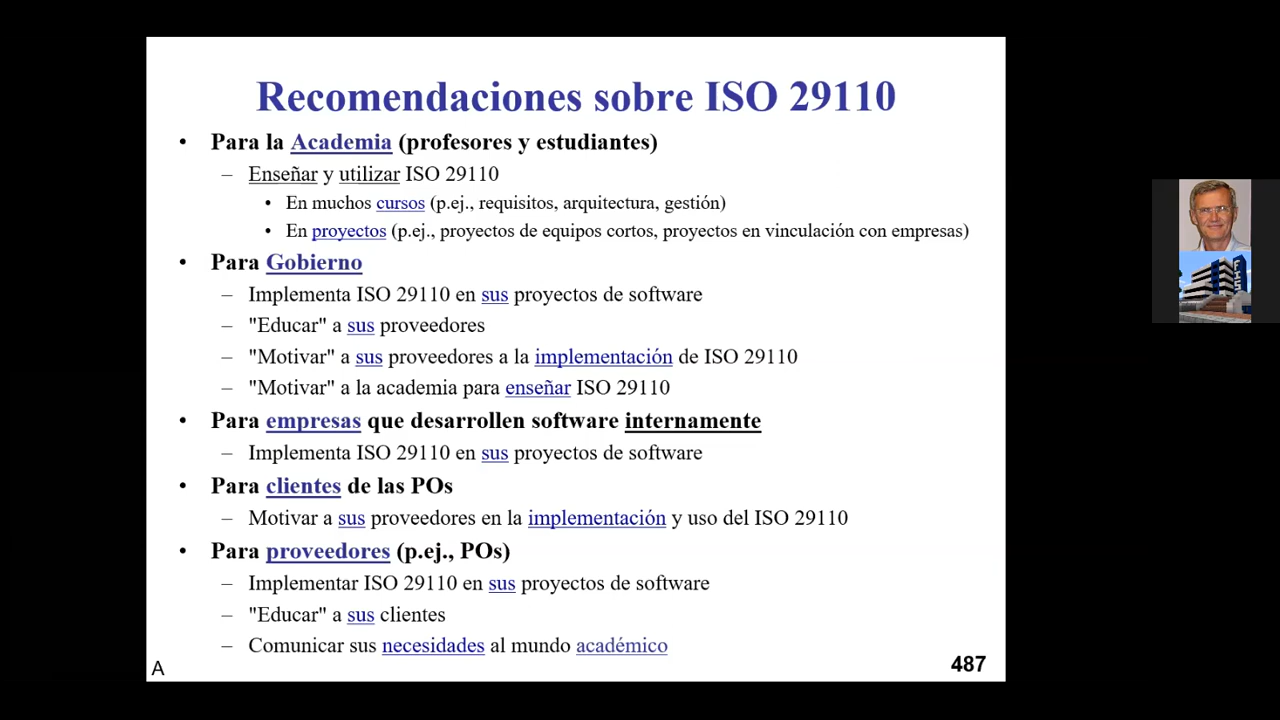 Recomendaciones sobre ISO 29110
• Para la Academia (profesores y estudiantes)
– Enseñar y utilizar ISO 29110
• En muchos cursos (p.ej., requisitos, arquitectura, gestión)
• En proyectos (p.ej., proyectos de equipos cortos, proyectos en vinculación con empresas)
• Para Gobierno
– Implementa ISO 29110 en sus proyectos de software
– "Educar" a sus proveedores
– "Motivar" a sus proveedores a la implementación de ISO 29110
– "Motivar" a la academia para enseñar ISO 29110
• Para empresas que desarrollen software internamente
– Implementa ISO 29110 en sus proyectos de software
• Para clientes de las POs
– Motivar a sus proveedores en la implementación y uso del ISO 29110
• Para proveedores (p.ej., POs)
– Implementar ISO 29110 en sus proyectos de software
– "Educar" a sus clientes
– Comunicar sus necesidades al mundo académico
A
487